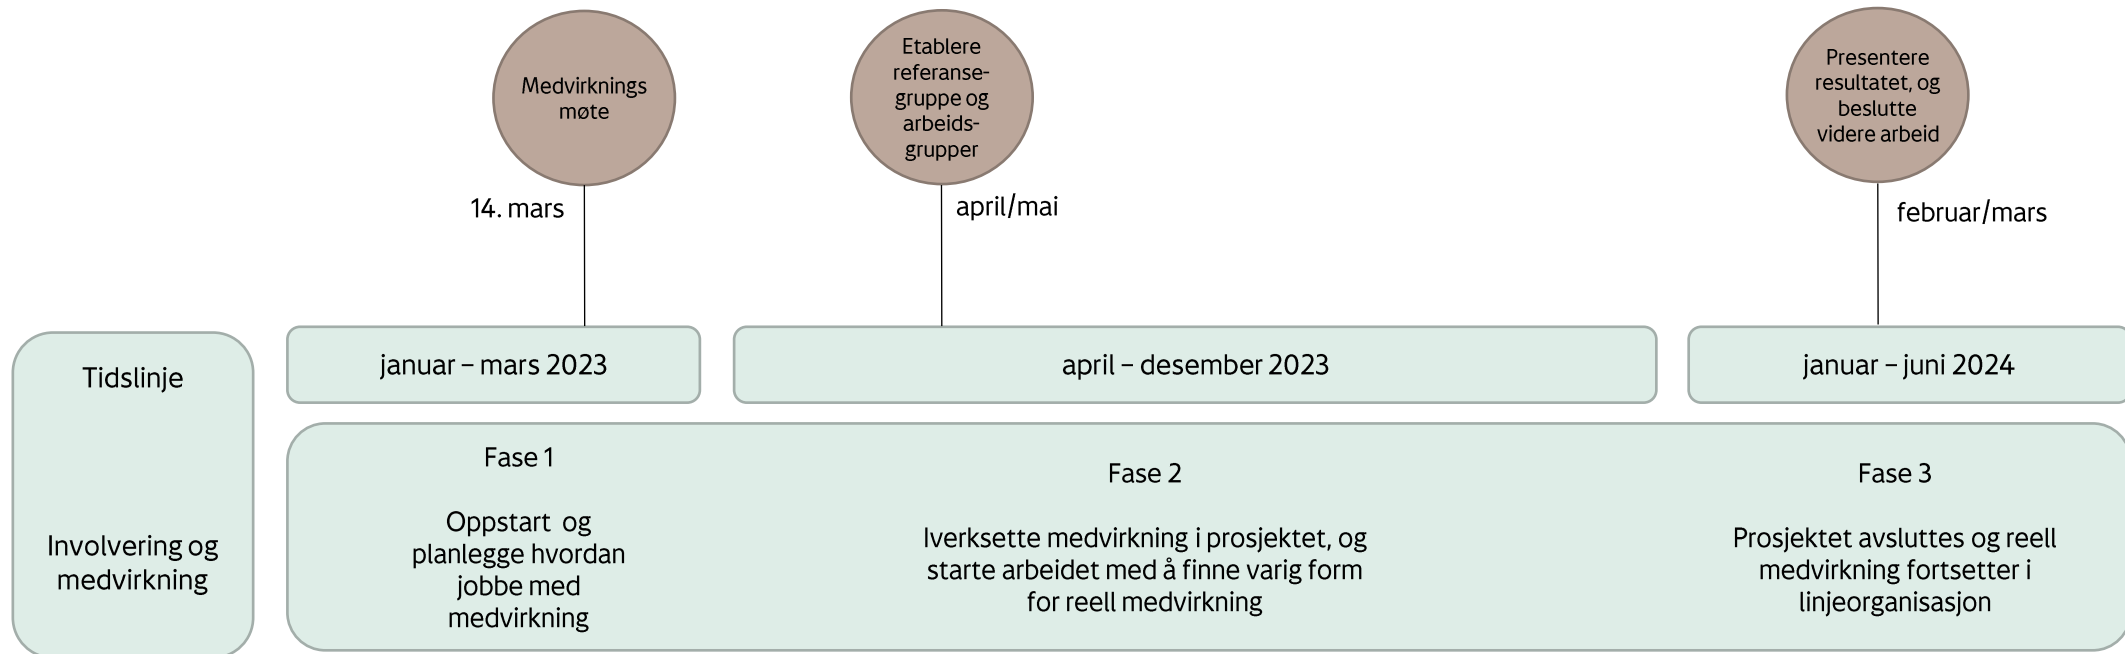 Medvirknings
møte
Etablere
referanse-
gruppe og
arbeids-
grupper
Presentere
resultatet, og
beslutte
videre arbeid
14. mars
april/mai
februar/mars
Tidslinje
januar – mars 2023
april – desember 2023
januar – juni 2024
Involvering og
medvirkning
Fase 1
Oppstart  og
planlegge hvordan
jobbe med
medvirkning
Fase 2
Iverksette medvirkning i prosjektet, og
starte arbeidet med å finne varig form
for reell medvirkning
Fase 3
Prosjektet avsluttes og reell
medvirkning fortsetter i
linjeorganisasjon